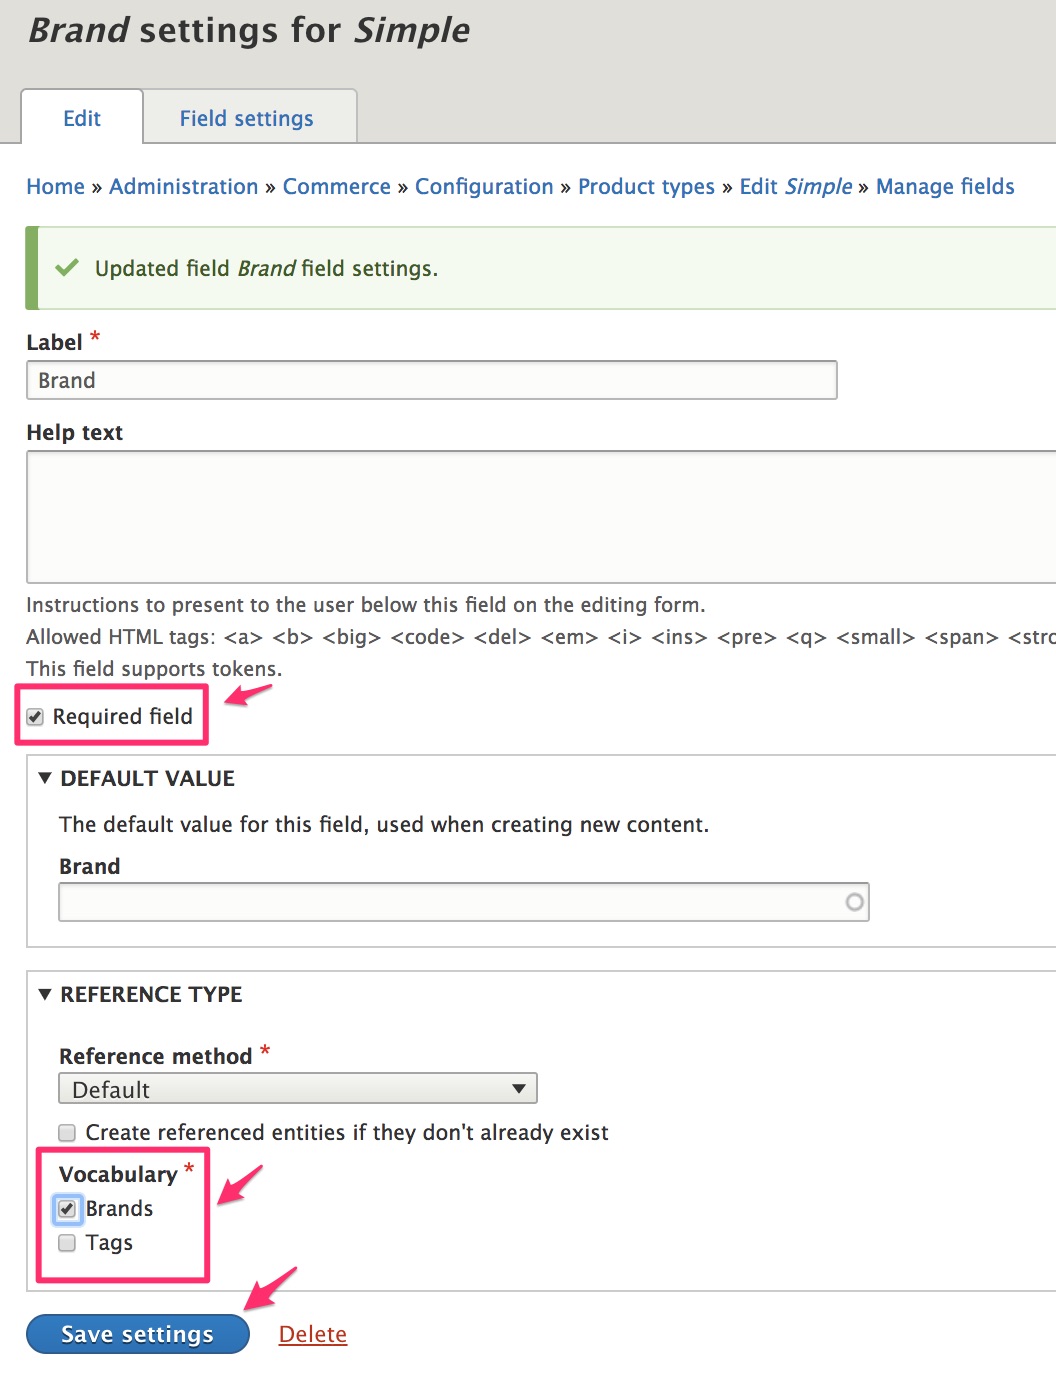 Brand settings for Simple
Edit
Field settings
Home » Administration » Commerce » Configuration » Product types » Edit Simple » Manage fields
Updated field Brand field settings.
Label *
Brand
Help text
Instructions to present to the user below this field on the editing form.
Allowed HTML tags: <a> <b> <big> <code> <del> <em> <i> <ins> <pre> <q> <small> <span>
This field supports tokens.
Required field
DEFAULT VALUE
The default value for this field, used when creating new content.
Brand
REFERENCE TYPE
Reference method *
Default
Create referenced entities if they don't already exist
Vocabulary *
Brands
Tags
Save settings
Delete